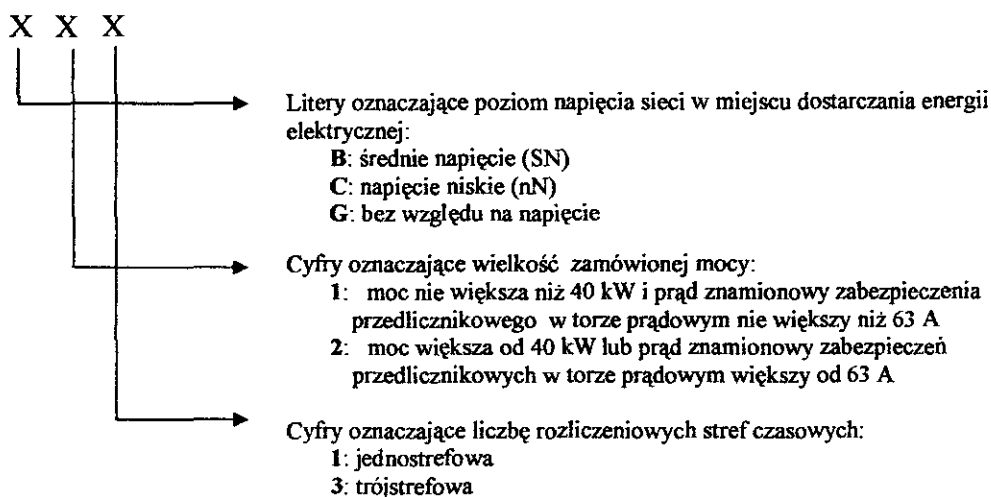 X X X
Litery oznaczające poziom napięcia sieci w miejscu dostarczania energii
elektrycznej:
B: średnie napięcie (SN)
C: napięcie niskie (nN)
G: bez względu na napięcie
Cyfry oznaczające wielkość zamówionej mocy:
1: moc nie większa niż 40 kW i prąd znamionowy zabezpieczenia
przedlicznikowego w torze prądowym nie większy niż 63 A
2: moc większa od 40 kW lub prąd znamionowy zabezpieczeń
przedlicznikowych w torze prądowym większy od 63 A
Cyfry oznaczające liczbę rozliczeniowych stref czasowych:
1: jednostrefowa
3: trójstrefowa